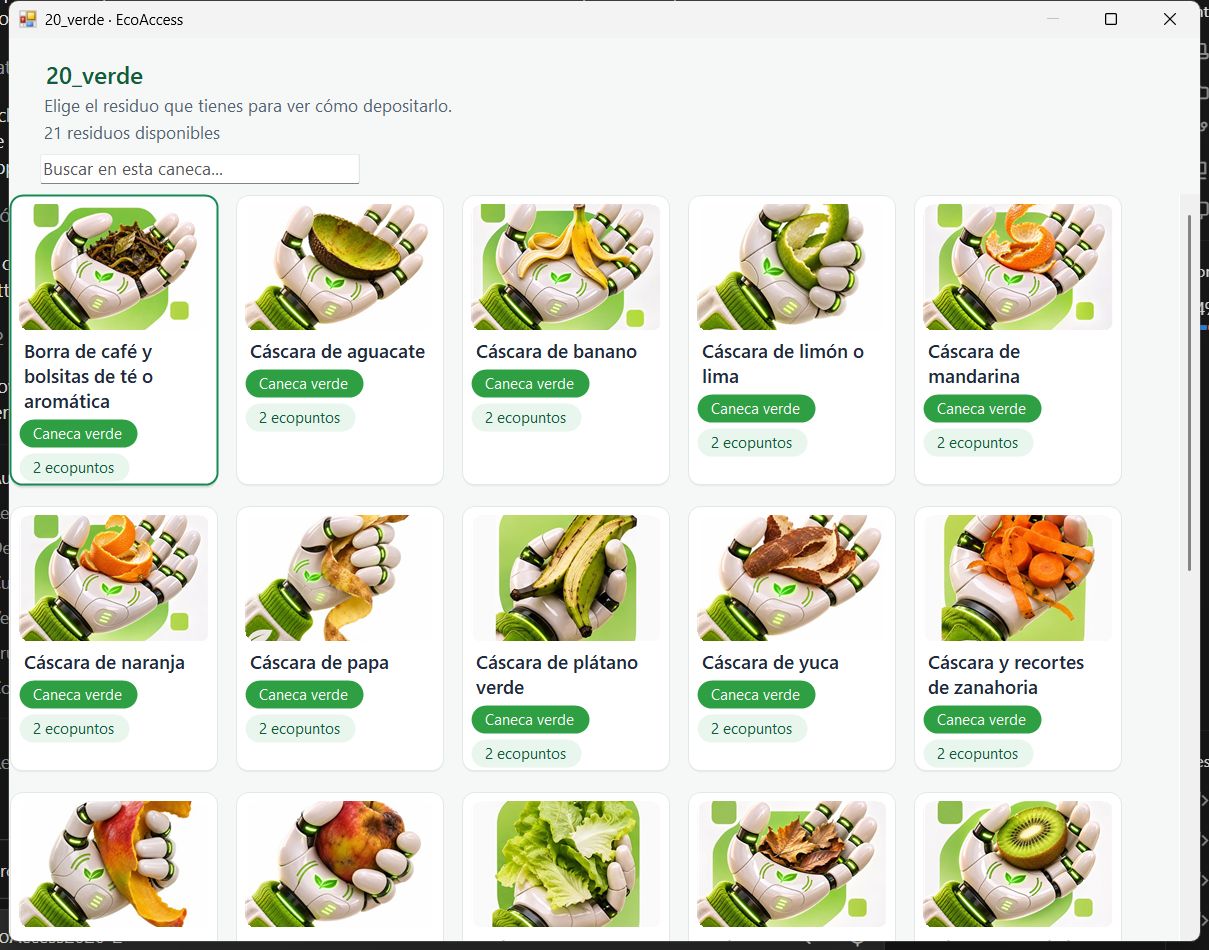 20_verde · EcoAccess
20_verde
Elige el residuo que tienes para ver cómo depositarlo.
21 residuos disponibles
Buscar en esta caneca...
Borra de café y
bolsitas de té o
aromática
Caneca verde
2 ecopuntos
Cáscara de aguacate
Caneca verde
2 ecopuntos
Cáscara de banano
Caneca verde
2 ecopuntos
Cáscara de limón o
lima
Caneca verde
2 ecopuntos
Cáscara de
mandarina
Caneca verde
2 ecopuntos
Cáscara de naranja
Caneca verde
2 ecopuntos
Cáscara de papa
Caneca verde
2 ecopuntos
Cáscara de plátano
verde
Caneca verde
2 ecopuntos
Cáscara de yuca
Caneca verde
2 ecopuntos
Cáscara y recortes
de zanahoria
Caneca verde
2 ecopuntos